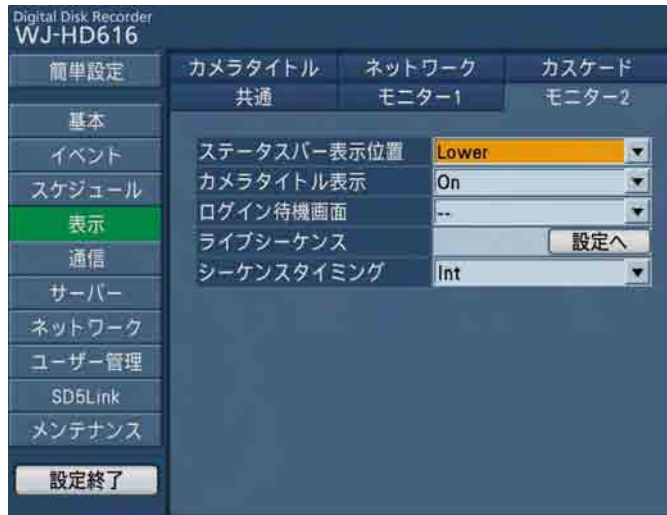 Digital Disk Recorder
WJ-HD616
簡単設定
基本
イベント
スケジュール
表示
通信
サーバー
ネットワーク
ユーザー管理
SD5Link
メンテナンス
設定終了
カメラタイトル ネットワーク カスケード
共通 モニター1 モニター2
ステータスバー表示位置 Lower
カメラタイトル表示 On
ログイン待機画面 --
ライブシーケンス 設定へ
シーケンスタイミング Int